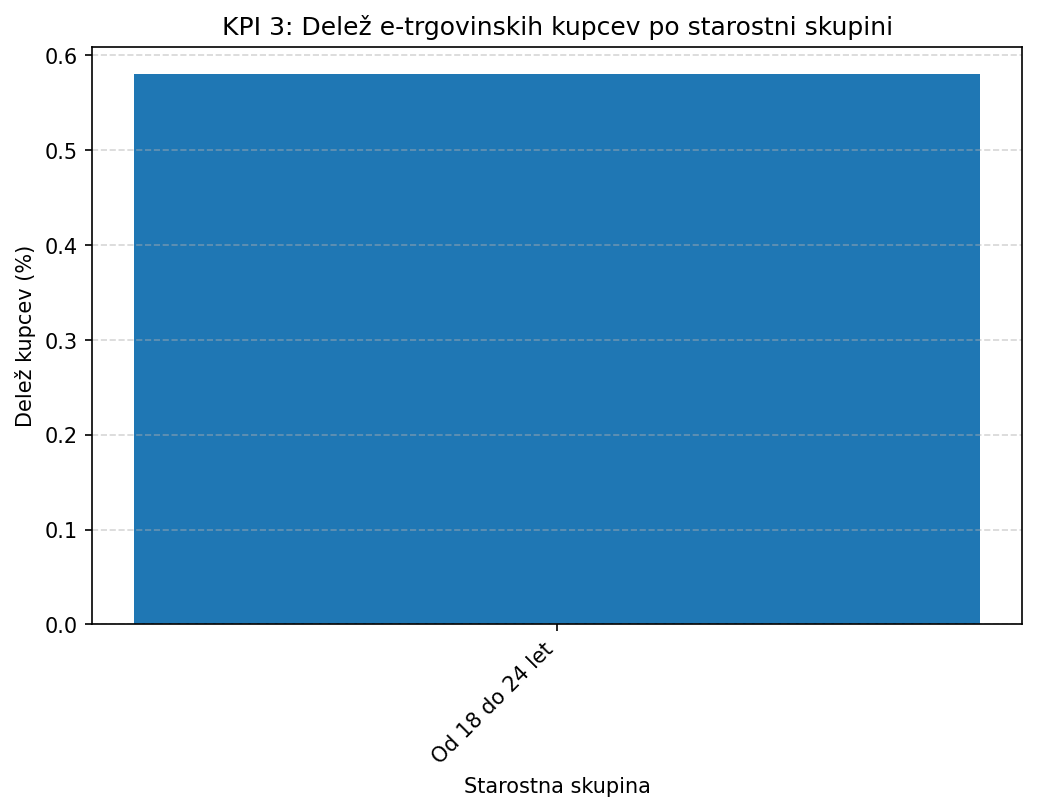 KPI 3: Delež e-trgovinskih kupcev po starostni skupini
Delež kupcev (%)
0.6
0.5
0.4
0.3
0.2
0.1
0.0
Od 18 do 24 let
Starostna skupina